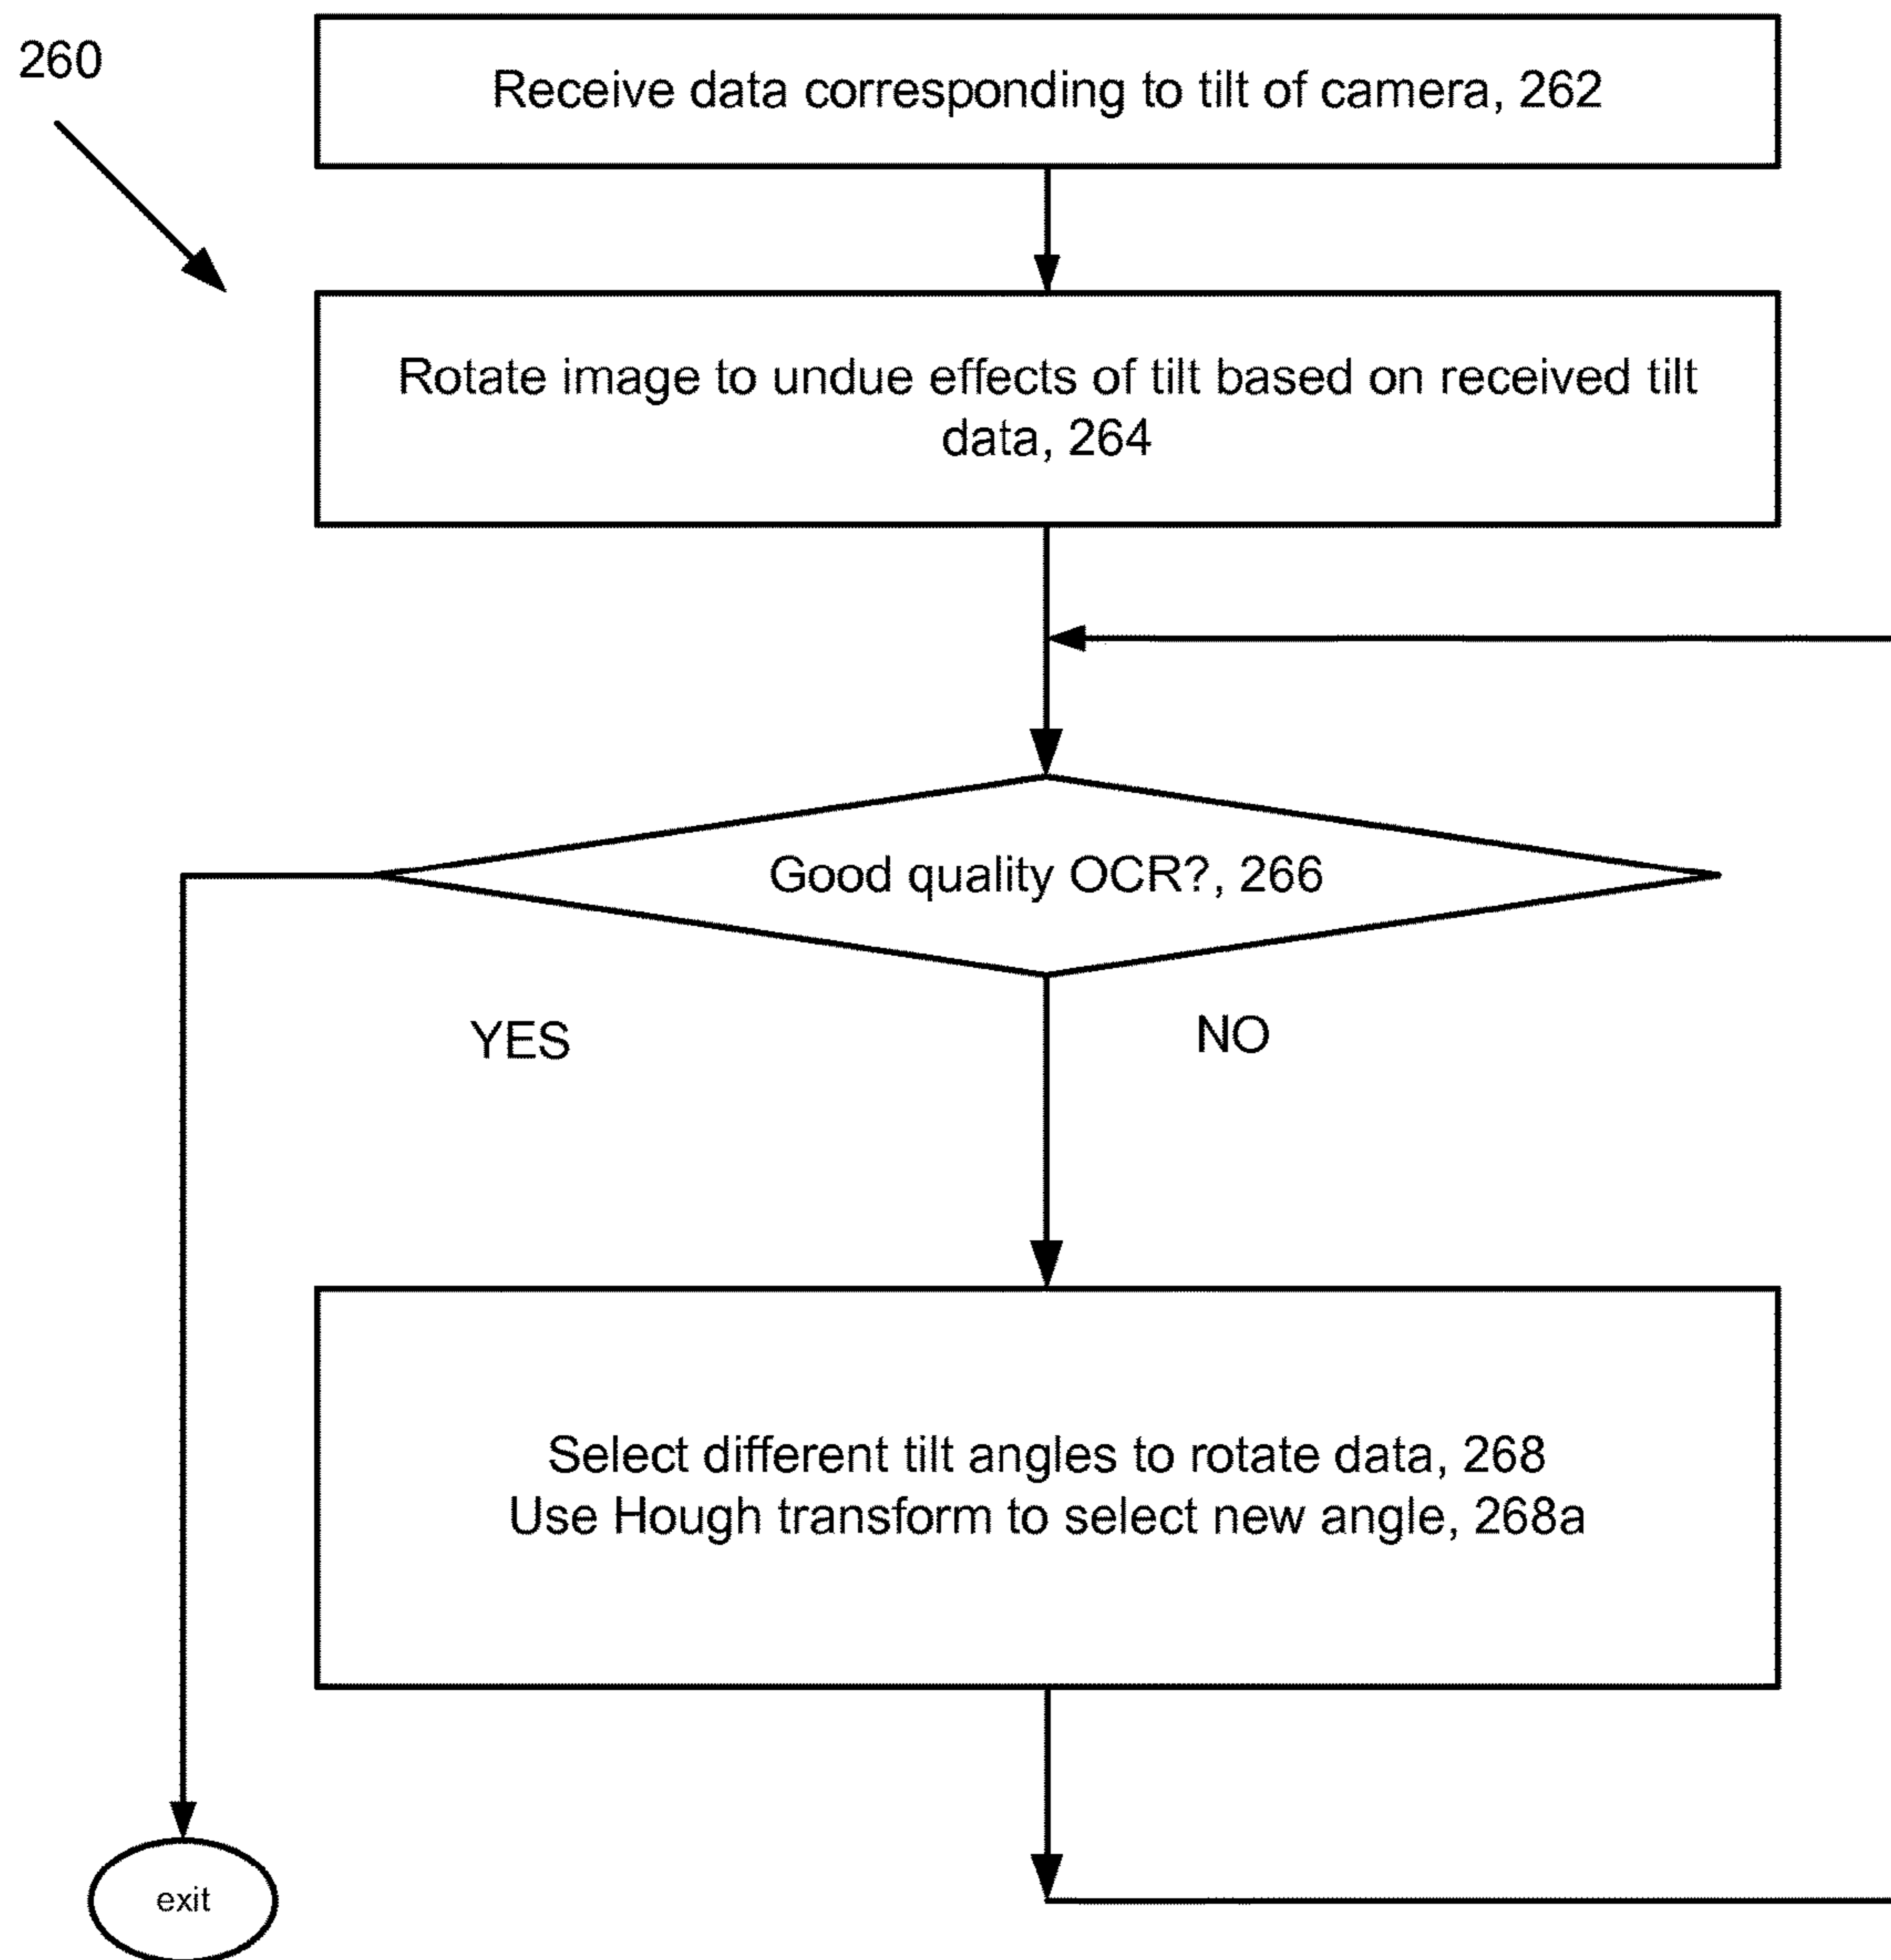 260
Receive data corresponding to tilt of camera, 262
Rotate image to undue effects of tilt based on received tilt
data, 264
Good quality OCR?, 266
YES
NO
Select different tilt angles to rotate data, 268
Use Hough transform to select new angle, 268a
exit